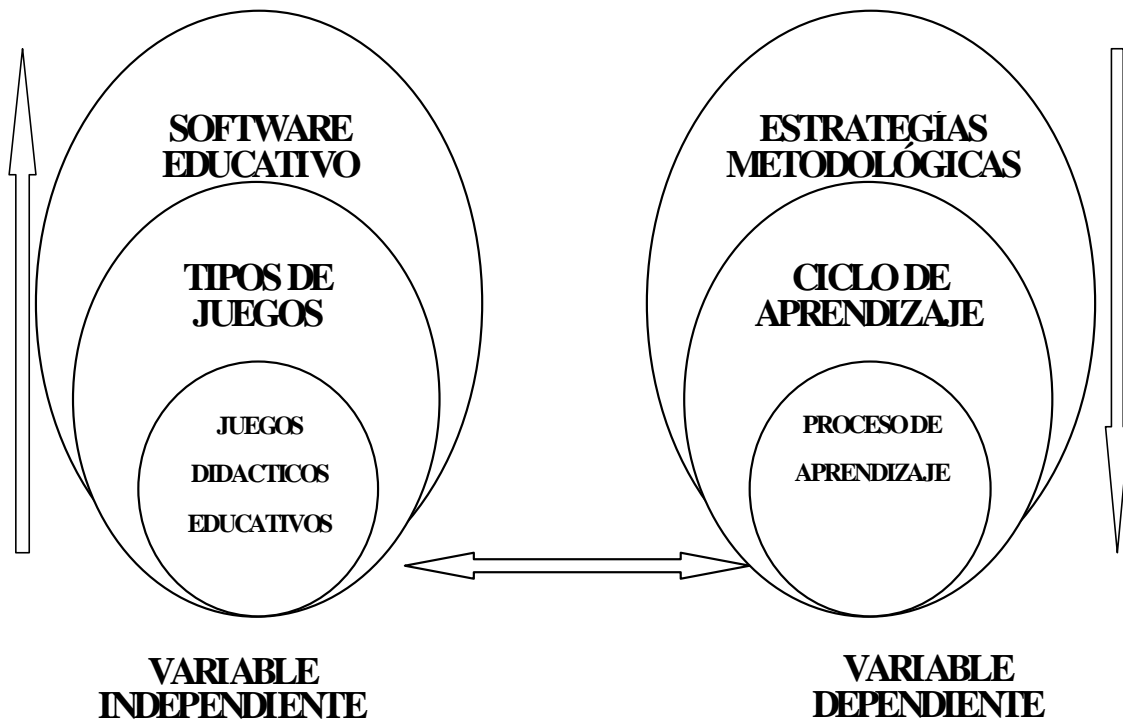 SOFTWARE
EDUCATIVO
TIPOS DE
JUEGOS
JUEGOS
DIDACTICOS
EDUCATIVOS
VARIABLE
INDEPENDIENTE
ESTRATEGÍAS
METODOLÓGICAS
CICLO DE
APRENDIZAJE
PROCESO DE
APRENDIZAJE
VARIABLE
DEPENDIENTE